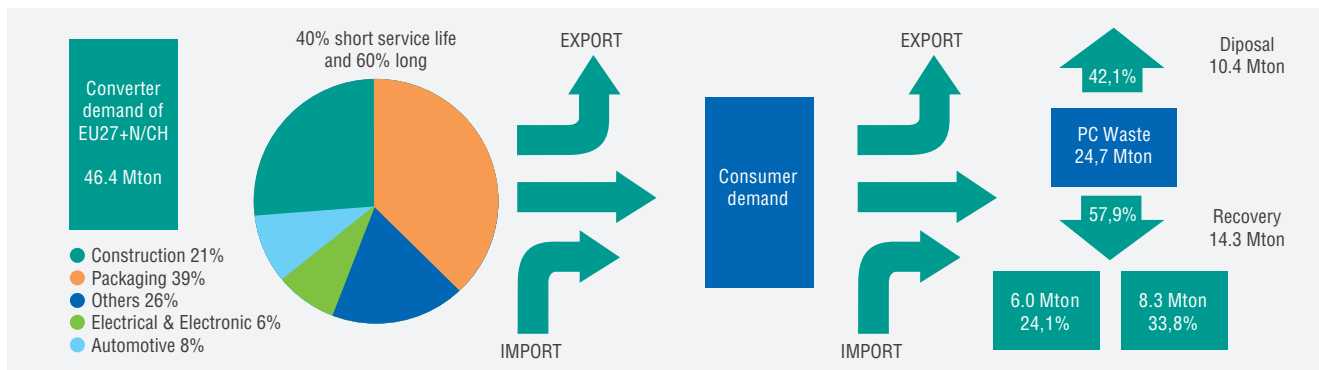 Converter
demand of
EU27+N/CH
46.4 Mton
40% short service life
and 60% long
Construction 21%
Packaging 39%
Others 26%
Electrical & Electronic 6%
Automotive 8%
EXPORT
IMPORT
Consumer
demand
EXPORT
IMPORT
42,1%
Diposal
10.4 Mton
PC Waste
24,7 Mton
57,9%
Recovery
14.3 Mton
6.0 Mton
24,1%
8.3 Mton
33,8%